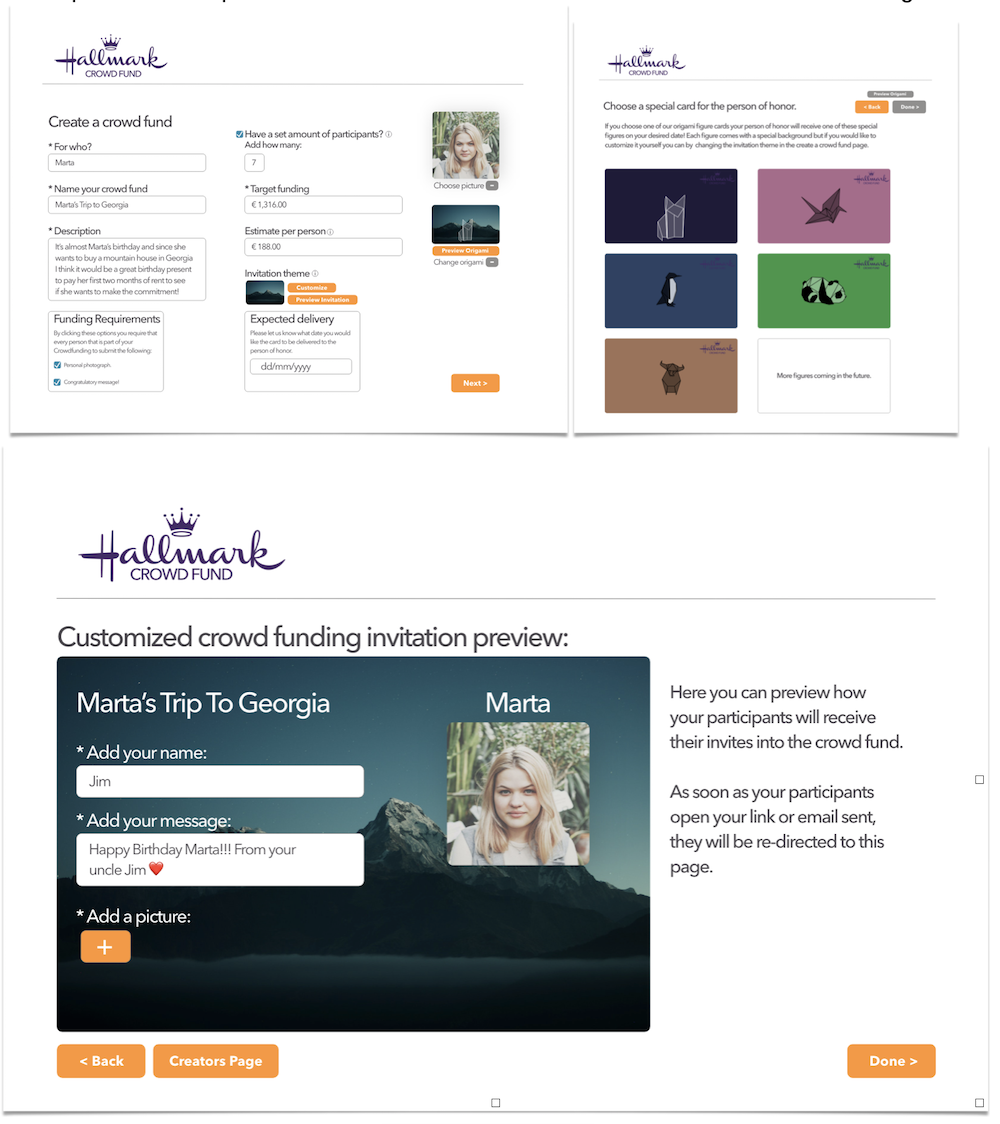 Hallmark
CROWD FUND
Create a crowd fund
* For who?
Marta
* Name your crowd fund
Marta's Trip to Georgia
* Description
It's almost Marta's birthday and since she
wants to buy a mountain house in Georgia
I think it would be a great birthday present
to pay her first two months of rent to see
if she wants to make the commitment!
Funding Requirements
By clicking these options you require that
every person that is part of your
Crowdfunding to submit the following:
Personal photograph.
Congratulatory message!
Have a set amount of participants?
Add how many:
7
* Target funding
€ 1,316.00
Estimate per person
€ 188.00
Invitation theme
Customize
Preview Invitation
Expected delivery
Please let us know what date you would
like the card to be delivered to the
person of honor.
dd/mm/yyyy
Choose picture
Preview Origami
Change origami
Next >
Hallmark
CROWD FUND
Preview Origami
Choose a special card for the person of honor.
< Back
Done >
If you choose one of our origami figure cards your person of honor will receive one of these special
figures on your desired date! Each figure comes with a special background but if you would like to
customize it yourself you can by changing the invitation theme in the create a crowd fund page.
Hallmark
Hallmark
Hallmark
Hallmark
Hallmark
More figures coming in the future.
Hallmark
CROWD FUND
Customized crowd funding invitation preview:
Marta's Trip To Georgia
Marta
* Add your name:
Jim
* Add your message:
Happy Birthday Marta!!! From your
uncle Jim ❤️
* Add a picture:
+
Here you can preview how
your participants will receive
their invites into the crowd fund.
As soon as your participants
open your link or email sent,
they will be re-directed to this
page.
< Back
Creators Page
Done >